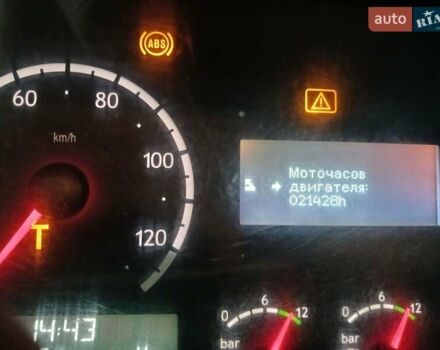 auto RIA
ABS
60 80
km/h
100
120
T
Моточасов
двигателя:
021428h
14:43
0 6 12
bar
0 6 12
bar